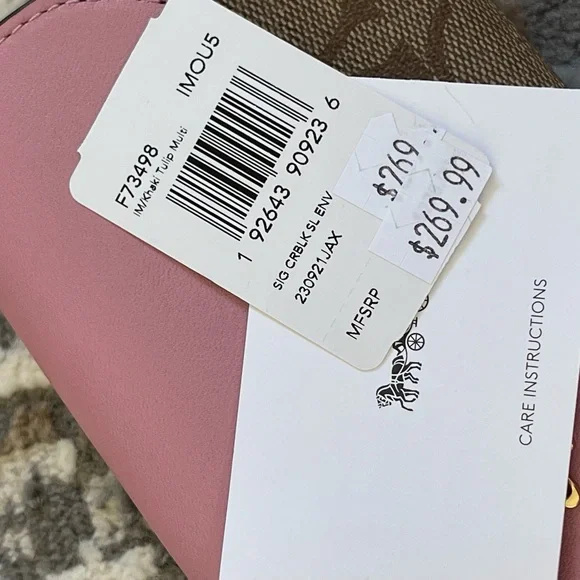 F73498
IMOU5
IM/Khaki Tulip Multi
1 92643 90923 6
SIG CRBLK SL ENV
230921JAX
MFSRP
$269
$269.99
CARE INSTRUCTIONS